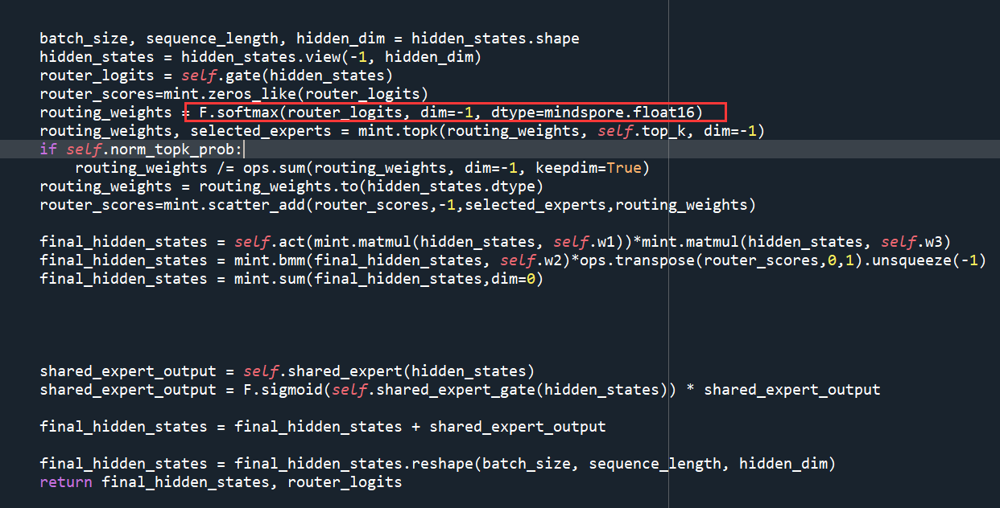 batch_size, sequence_length, hidden_dim = hidden_states.shape
hidden_states = hidden_states.view(-1, hidden_dim)
router_logits = self.gate(hidden_states)
router_scores=mint.zeros_like(router_logits)
routing_weights = F.softmax(router_logits, dim=-1, dtype=mindspore.float16)
routing_weights, selected_experts = mint.topk(routing_weights, self.top_k, dim=-1)
if self.norm_topk_prob:
    routing_weights /= ops.sum(routing_weights, dim=-1, keepdim=True)
routing_weights = routing_weights.to(hidden_states.dtype)
router_scores=mint.scatter_add(router_scores,-1,selected_experts,routing_weights)
final_hidden_states = self.act(mint.matmul(hidden_states, self.w1))*mint.matmul(hidden_states, self.w3)
final_hidden_states = mint.bmm(final_hidden_states, self.w2)*ops.transpose(router_scores,0,1).unsqueeze(-1)
final_hidden_states = mint.sum(final_hidden_states,dim=0)
shared_expert_output = self.shared_expert(hidden_states)
shared_expert_output = F.sigmoid(self.shared_expert_gate(hidden_states)) * shared_expert_output
final_hidden_states = final_hidden_states + shared_expert_output
final_hidden_states = final_hidden_states.reshape(batch_size, sequence_length, hidden_dim)
return final_hidden_states, router_logits